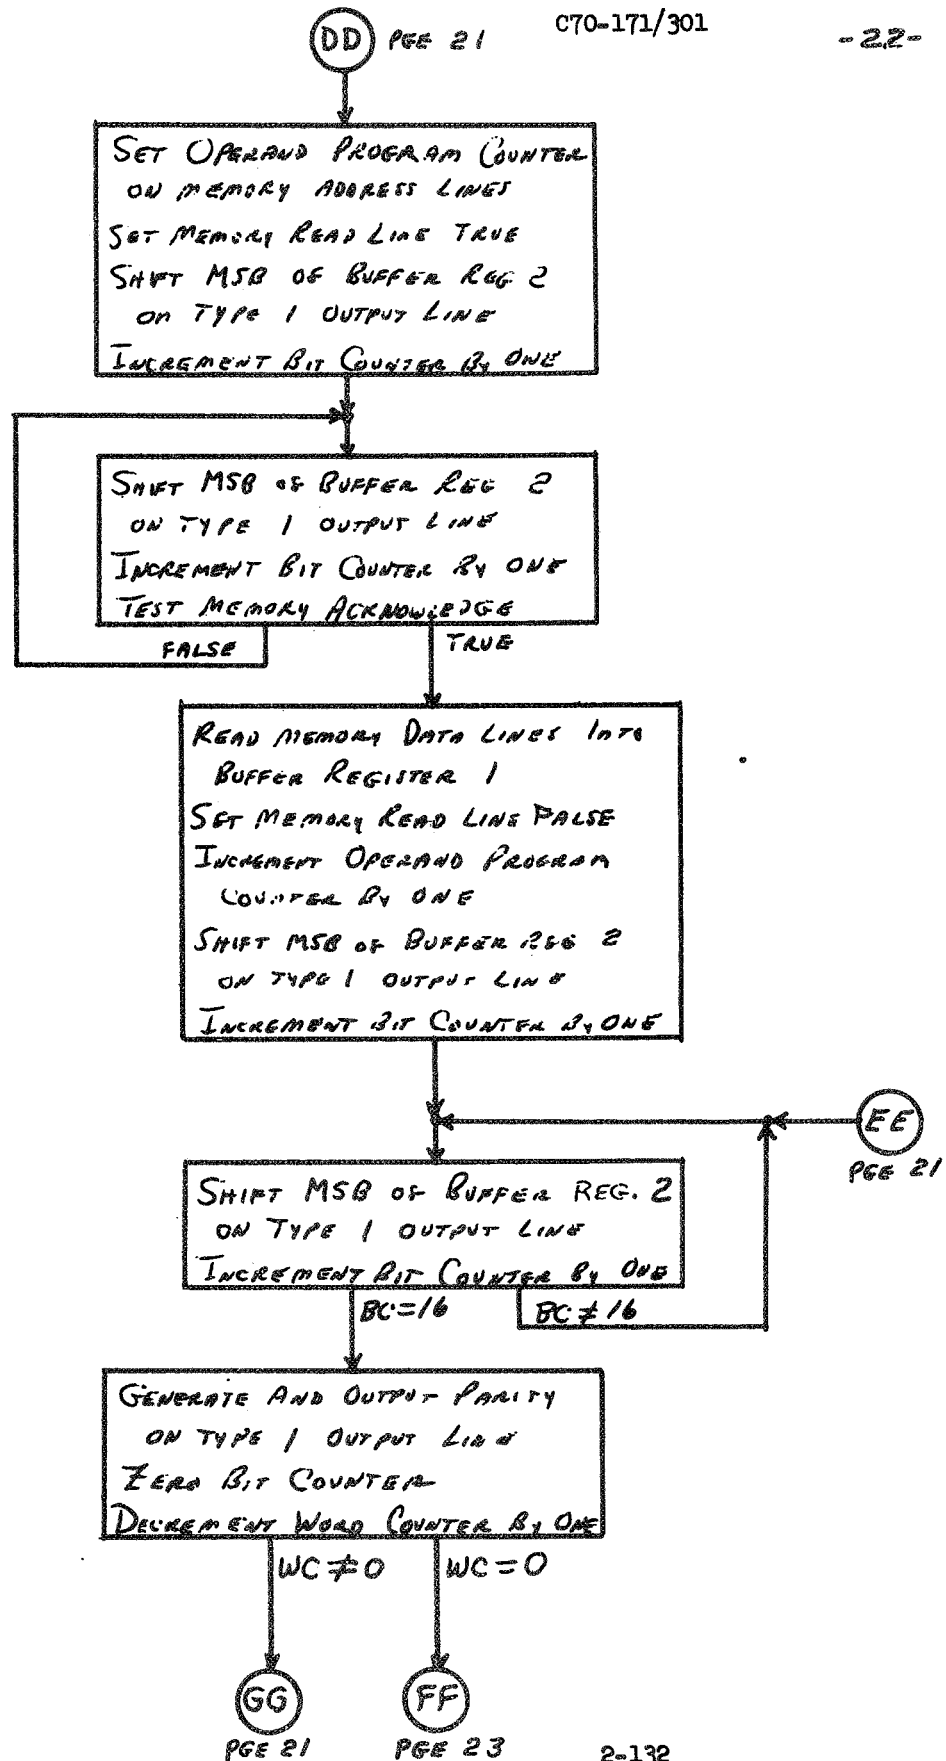 DD PGE 21 C70-171/301 -22-
SET OPERAND PROGRAM COUNTER
ON MEMORY ADDRESS LINES
SET MEMORY READ LINE TRUE
SHIFT MSB OF BUFFER REG 2
ON TYPE 1 OUTPUT LINE
INCREMENT BIT COUNTER BY ONE
SHIFT MSB OF BUFFER REG 2
ON TYPE 1 OUTPUT LINE
INCREMENT BIT COUNTER BY ONE
TEST MEMORY ACKNOWLEDGE
FALSE TRUE
READ MEMORY DATA LINES INTO
BUFFER REGISTER 1
SET MEMORY READ LINE FALSE
INCREMENT OPERAND PROGRAM
COUNTER BY ONE
SHIFT MSB OF BUFFER REG 2
ON TYPE 1 OUTPUT LINE
INCREMENT BIT COUNTER BY ONE
EE
PGE 21
SHIFT MSB OF BUFFER REG. 2
ON TYPE 1 OUTPUT LINE
INCREMENT BIT COUNTER BY ONE
BC=16 BC≠16
GENERATE AND OUTPUT PARITY
ON TYPE 1 OUTPUT LINE
ZERO BIT COUNTER
DECREMENT WORD COUNTER BY ONE
WC≠0 WC=0
GG FF
PGE 21 PGE 23
2-132